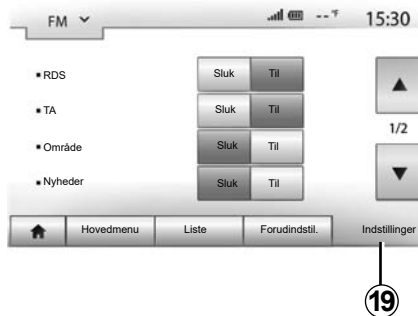 FM --°F 15:30
RDS Sluk Til
TA Sluk Til
1/2
Område Sluk Til
Nyheder Sluk Til
Hovedmenu Liste Forudindstil. Indstillinger
19